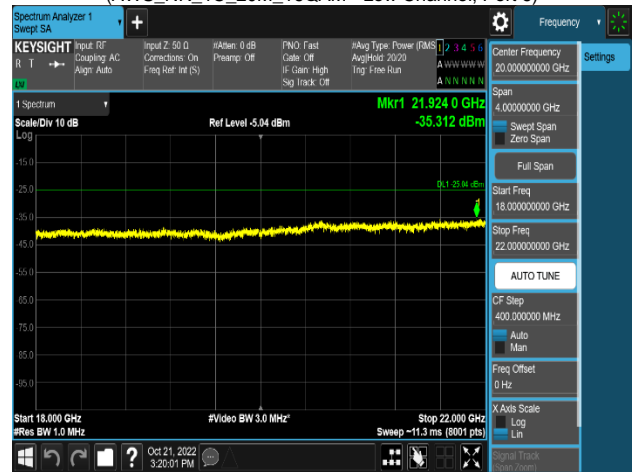 Spectrum Analyzer 1
Swept SA
Frequency
Settings
KEYSIGHT
R T
Input: RF
Coupling: AC
Align: Auto
Input Z: 50 Ω
Corrections: On
Freq Ref: Int (S)
#Atten: 0 dB
Preamp: Off
PNO: Fast
Gate: Off
IF Gain: High
Sig Track: Off
#Avg Type: Power (RMS)
Avg|Hold: 20/20
Trig: Free Run
1 2 3 4 5 6
A W W W W W
A N N N N N
1 Spectrum
Scale/Div 10 dB
Log
Ref Level -5.04 dBm
Mkr1 21.924 0 GHz
-35.312 dBm
-15.0
-25.0
-35.0
-45.0
-55.0
-65.0
-75.0
-85.0
-95.0
DL1 -25.04 dBm
Start 18.000 GHz
#Res BW 1.0 MHz
#Video BW 3.0 MHz*
Stop 22.000 GHz
Sweep ~11.3 ms (8001 pts)
Center Frequency
20.000000000 GHz
Span
4.00000000 GHz
Swept Span
Zero Span
Full Span
Start Freq
18.000000000 GHz
Stop Freq
22.000000000 GHz
AUTO TUNE
CF Step
400.000000 MHz
Auto
Man
Freq Offset
0 Hz
X Axis Scale
Log
Lin
Signal Track
(Span Zoom)
Oct 21, 2022
3:20:01 PM